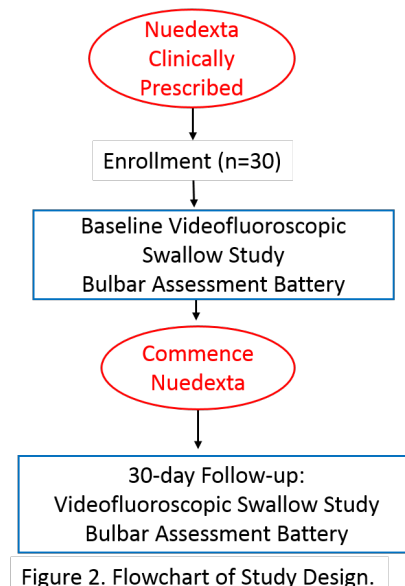 Nuedexta
Clinically
Prescribed
Enrollment (n=30)
Baseline Videofluoroscopic
Swallow Study
Bulbar Assessment Battery
Commence
Nuedexta
30-day Follow-up:
Videofluoroscopic Swallow Study
Bulbar Assessment Battery
Figure 2. Flowchart of Study Design.